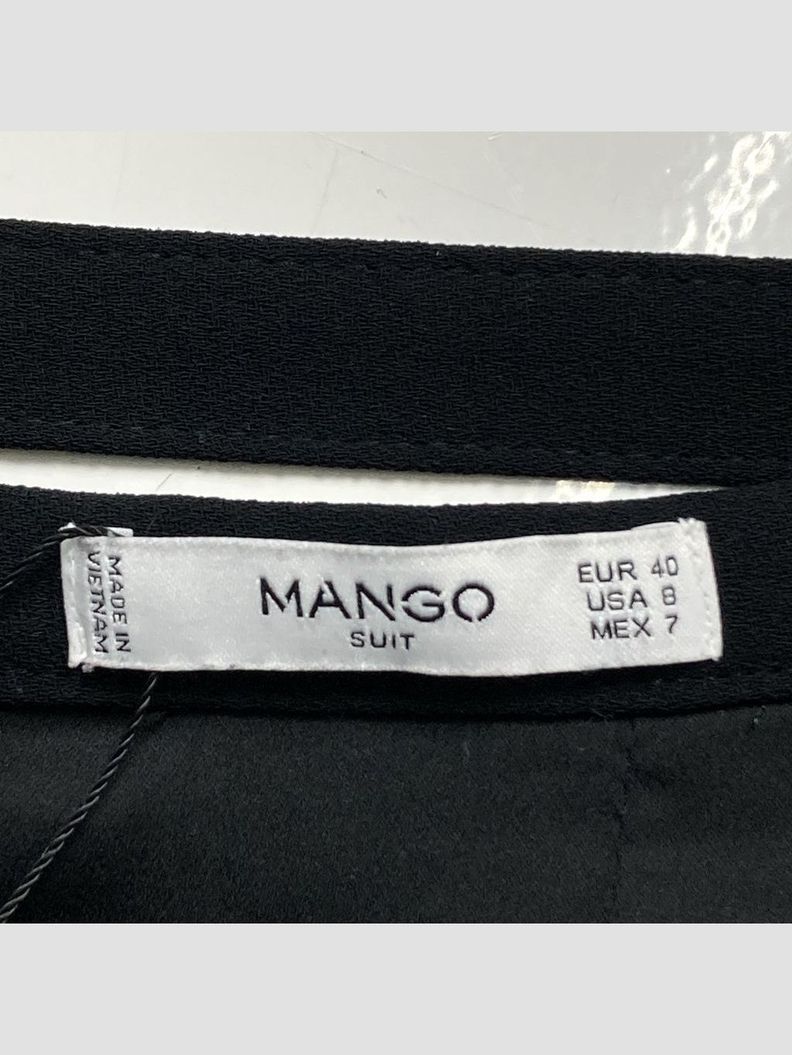 MADE IN
VIETNAM
MANGO
SUIT
EUR 40
USA 8
MEX 7